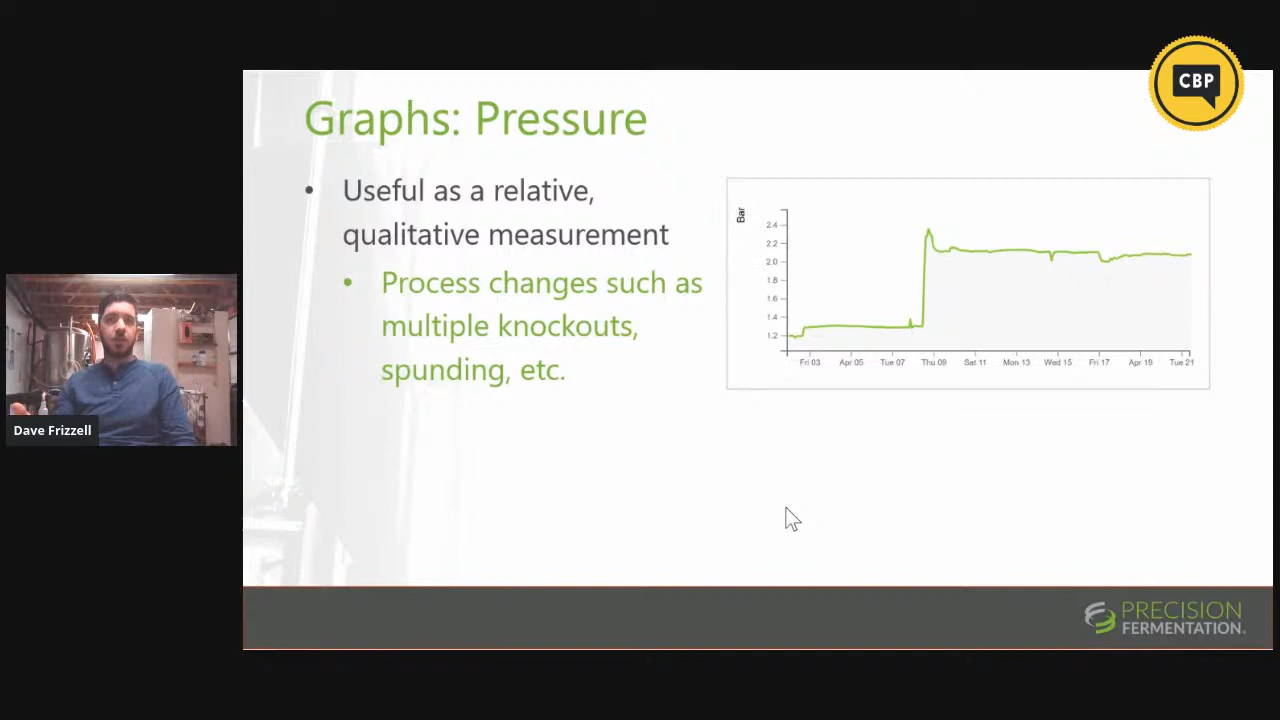 CBP
Graphs: Pressure
• Useful as a relative,
qualitative measurement
• Process changes such as
multiple knockouts,
spunding, etc.
Bar
2.4
2.2
2.0
1.8
1.6
1.4
1.2
Fri 03 Apr 05 Tue 07 Thu 09 Sat 11 Mon 13 Wed 15 Fri 17 Apr 19 Tue 21
Dave Frizzell
PRECISION
FERMENTATION.